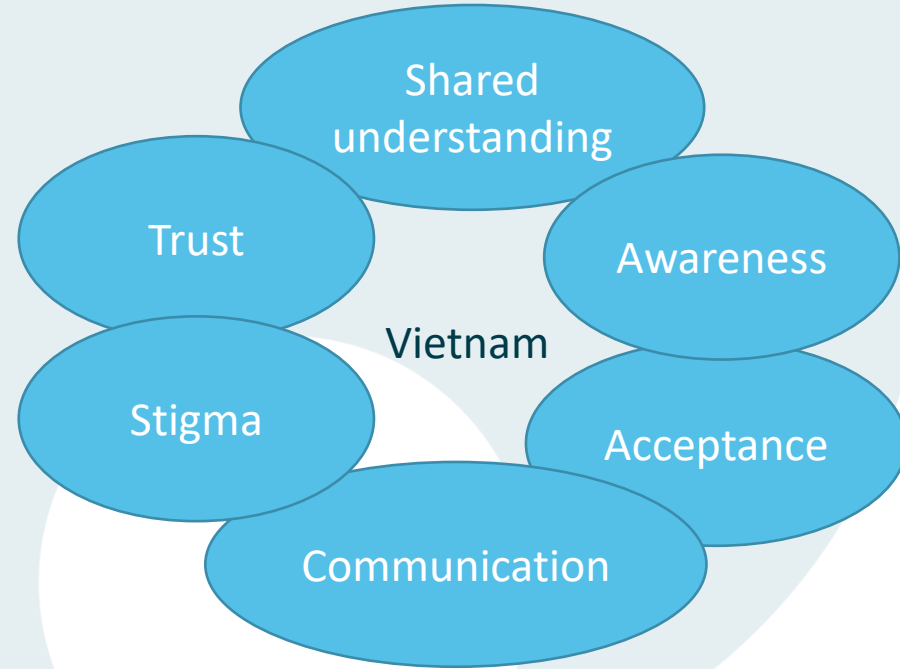 Shared
understanding
Trust
Awareness
Vietnam
Stigma
Acceptance
Communication